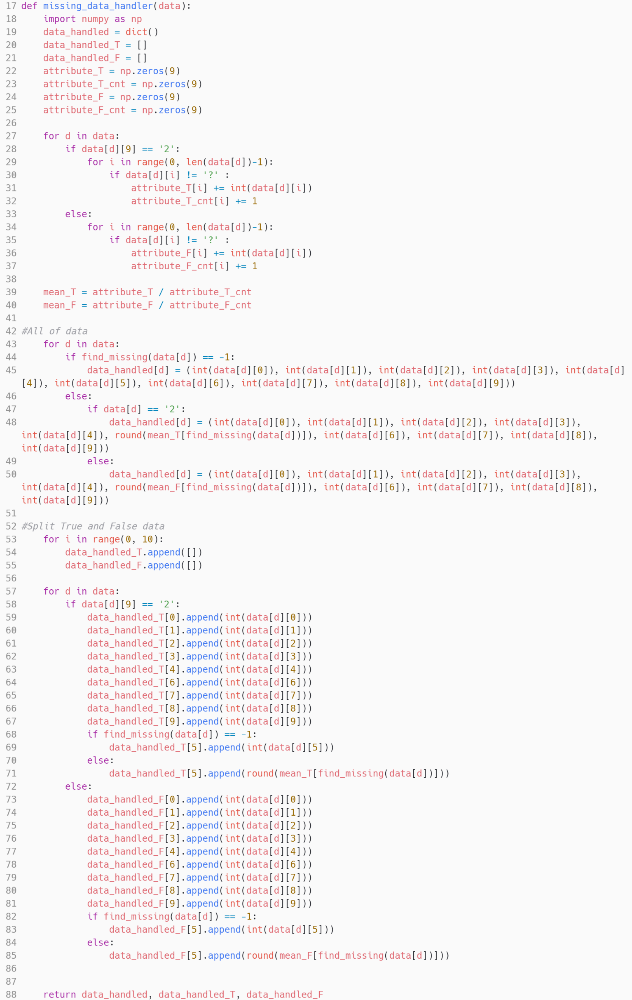 17 def missing_data_handler(data):
18     import numpy as np
19     data_handled = dict()
20     data_handled_T = []
21     data_handled_F = []
22     attribute_T = np.zeros(9)
23     attribute_T_cnt = np.zeros(9)
24     attribute_F = np.zeros(9)
25     attribute_F_cnt = np.zeros(9)
26
27     for d in data:
28         if data[d][9] == '2':
29             for i in range(0, len(data[d])-1):
30                 if data[d][i] != '?' :
31                     attribute_T[i] += int(data[d][i])
32                     attribute_T_cnt[i] += 1
33         else:
34             for i in range(0, len(data[d])-1):
35                 if data[d][i] != '?' :
36                     attribute_F[i] += int(data[d][i])
37                     attribute_F_cnt[i] += 1
38
39     mean_T = attribute_T / attribute_T_cnt
40     mean_F = attribute_F / attribute_F_cnt
41
42 #All of data
43     for d in data:
44         if find_missing(data[d]) == -1:
45             data_handled[d] = (int(data[d][0]), int(data[d][1]), int(data[d][2]), int(data[d][3]), int(data[d]
[4]), int(data[d][5]), int(data[d][6]), int(data[d][7]), int(data[d][8]), int(data[d][9]))
46         else:
47             if data[d] == '2':
48                 data_handled[d] = (int(data[d][0]), int(data[d][1]), int(data[d][2]), int(data[d][3]),
int(data[d][4]), round(mean_T[find_missing(data[d])]), int(data[d][6]), int(data[d][7]), int(data[d][8]),
int(data[d][9]))
49             else:
50                 data_handled[d] = (int(data[d][0]), int(data[d][1]), int(data[d][2]), int(data[d][3]),
int(data[d][4]), round(mean_F[find_missing(data[d])]), int(data[d][6]), int(data[d][7]), int(data[d][8]),
int(data[d][9]))
51
52 #Split True and False data
53     for i in range(0, 10):
54         data_handled_T.append([])
55         data_handled_F.append([])
56
57     for d in data:
58         if data[d][9] == '2':
59             data_handled_T[0].append(int(data[d][0]))
60             data_handled_T[1].append(int(data[d][1]))
61             data_handled_T[2].append(int(data[d][2]))
62             data_handled_T[3].append(int(data[d][3]))
63             data_handled_T[4].append(int(data[d][4]))
64             data_handled_T[6].append(int(data[d][6]))
65             data_handled_T[7].append(int(data[d][7]))
66             data_handled_T[8].append(int(data[d][8]))
67             data_handled_T[9].append(int(data[d][9]))
68             if find_missing(data[d]) == -1:
69                 data_handled_T[5].append(int(data[d][5]))
70             else:
71                 data_handled_T[5].append(round(mean_T[find_missing(data[d])]))
72         else:
73             data_handled_F[0].append(int(data[d][0]))
74             data_handled_F[1].append(int(data[d][1]))
75             data_handled_F[2].append(int(data[d][2]))
76             data_handled_F[3].append(int(data[d][3]))
77             data_handled_F[4].append(int(data[d][4]))
78             data_handled_F[6].append(int(data[d][6]))
79             data_handled_F[7].append(int(data[d][7]))
80             data_handled_F[8].append(int(data[d][8]))
81             data_handled_F[9].append(int(data[d][9]))
82             if find_missing(data[d]) == -1:
83                 data_handled_F[5].append(int(data[d][5]))
84             else:
85                 data_handled_F[5].append(round(mean_F[find_missing(data[d])]))
86
87
88     return data_handled, data_handled_T, data_handled_F